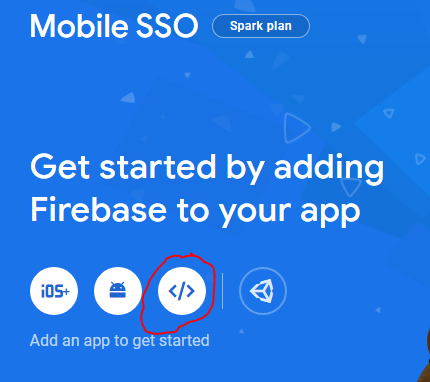 Mobile SSO Spark plan
Get started by adding
Firebase to your app
iOS+ </>
Add an app to get started